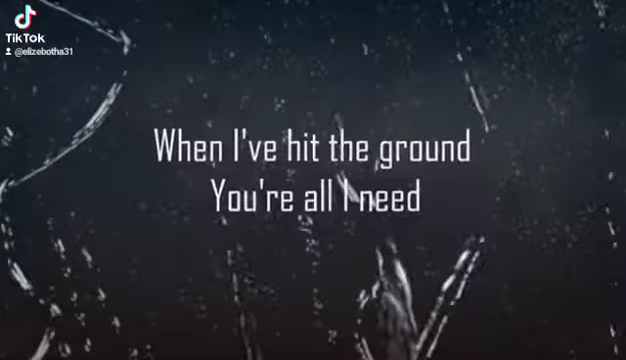 TikTok
@elizebotha31
When I've hit the ground
You're all I need